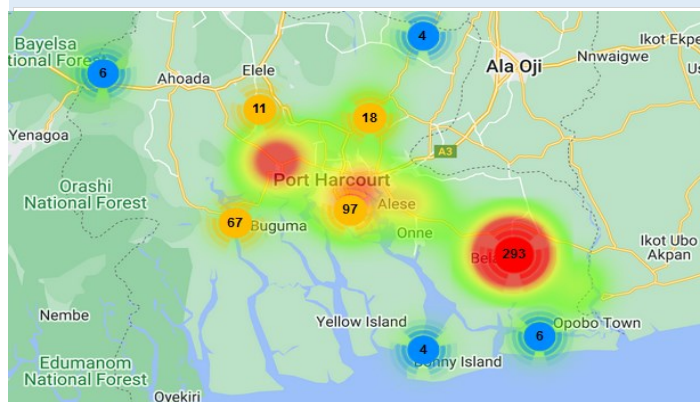 Bayelsa
National Forest
6
4
Ikot Ekpe
Nnwaigwe
Ala Oji
Ahoada
Elele
Yenagoa
11
18
A3
Orashi
National Forest
Port Harcourt
Alese
97
67
Buguma
Onne
293
Ikot Ubo
Akpan
Nembe
Yellow Island
Opobo Town
6
4
Bonny Island
Edumanom
National Forest
Oyekiri